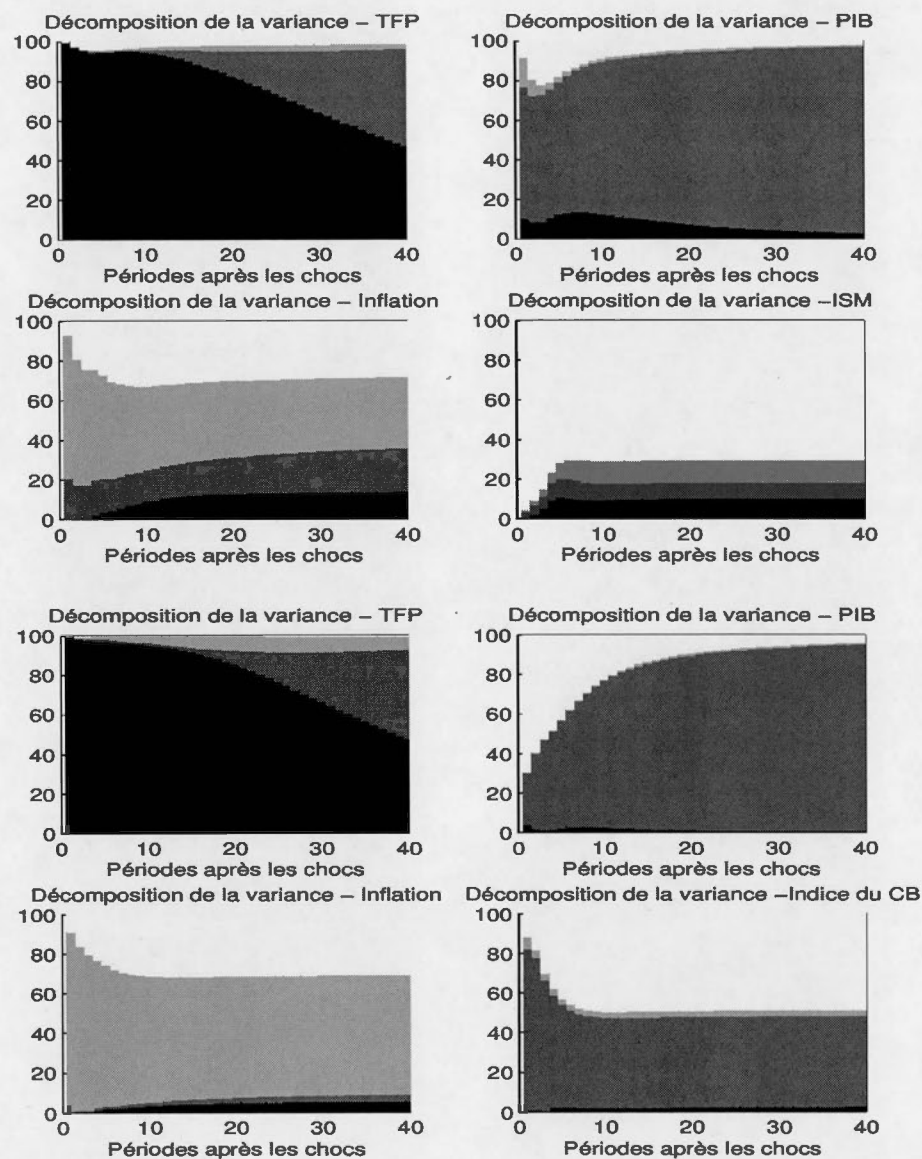 Décomposition de la variance – TFP
100
80
60
40
20
0
0 10 20 30 40
Périodes après les chocs
Décomposition de la variance – PIB
100
80
60
40
20
0
0 10 20 30 40
Périodes après les chocs
Décomposition de la variance – Inflation
100
80
60
40
20
0
0 10 20 30 40
Périodes après les chocs
Décomposition de la variance –ISM
100
80
60
40
20
0
0 10 20 30 40
Périodes après les chocs
Décomposition de la variance – TFP
100
80
60
40
20
0
0 10 20 30 40
Périodes après les chocs
Décomposition de la variance – PIB
100
80
60
40
20
0
0 10 20 30 40
Périodes après les chocs
Décomposition de la variance – Inflation
100
80
60
40
20
0
0 10 20 30 40
Périodes après les chocs
Décomposition de la variance –Indice du CB
100
80
60
40
20
0
0 10 20 30 40
Périodes après les chocs